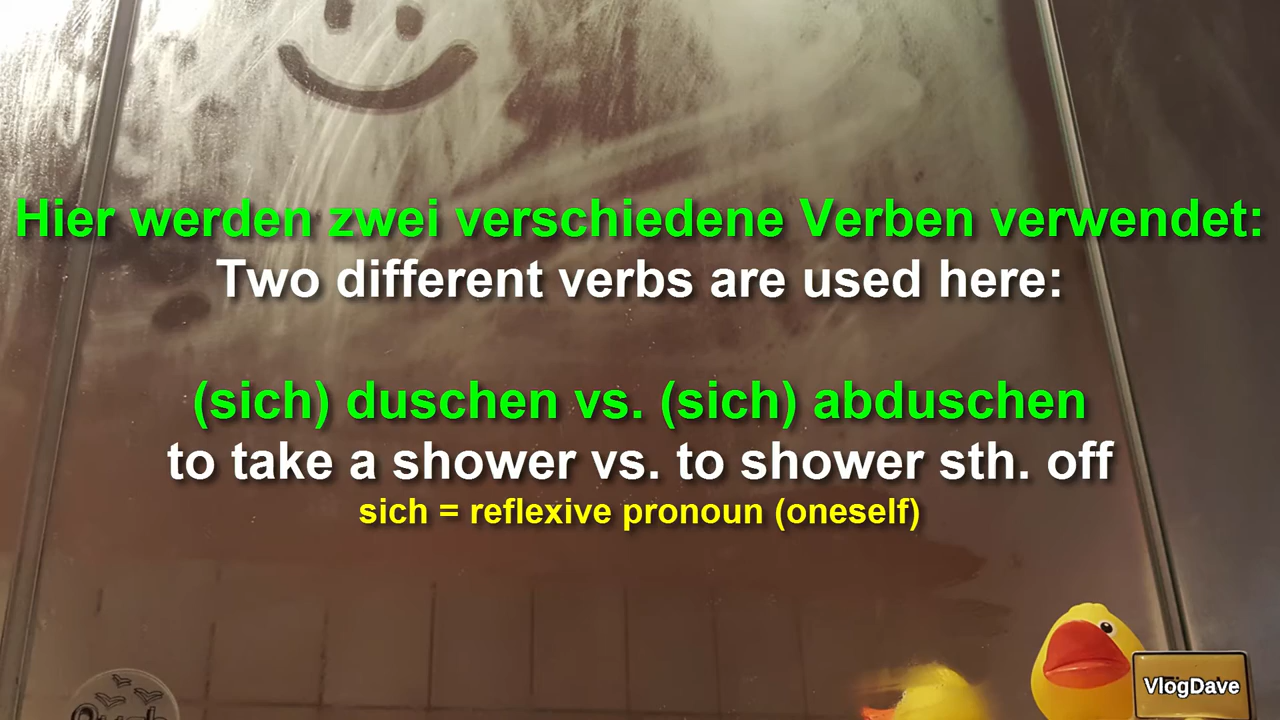 Hier werden zwei verschiedene Verben verwendet:
Two different verbs are used here:
(sich) duschen vs. (sich) abduschen
to take a shower vs. to shower sth. off
sich = reflexive pronoun (oneself)
VlogDave